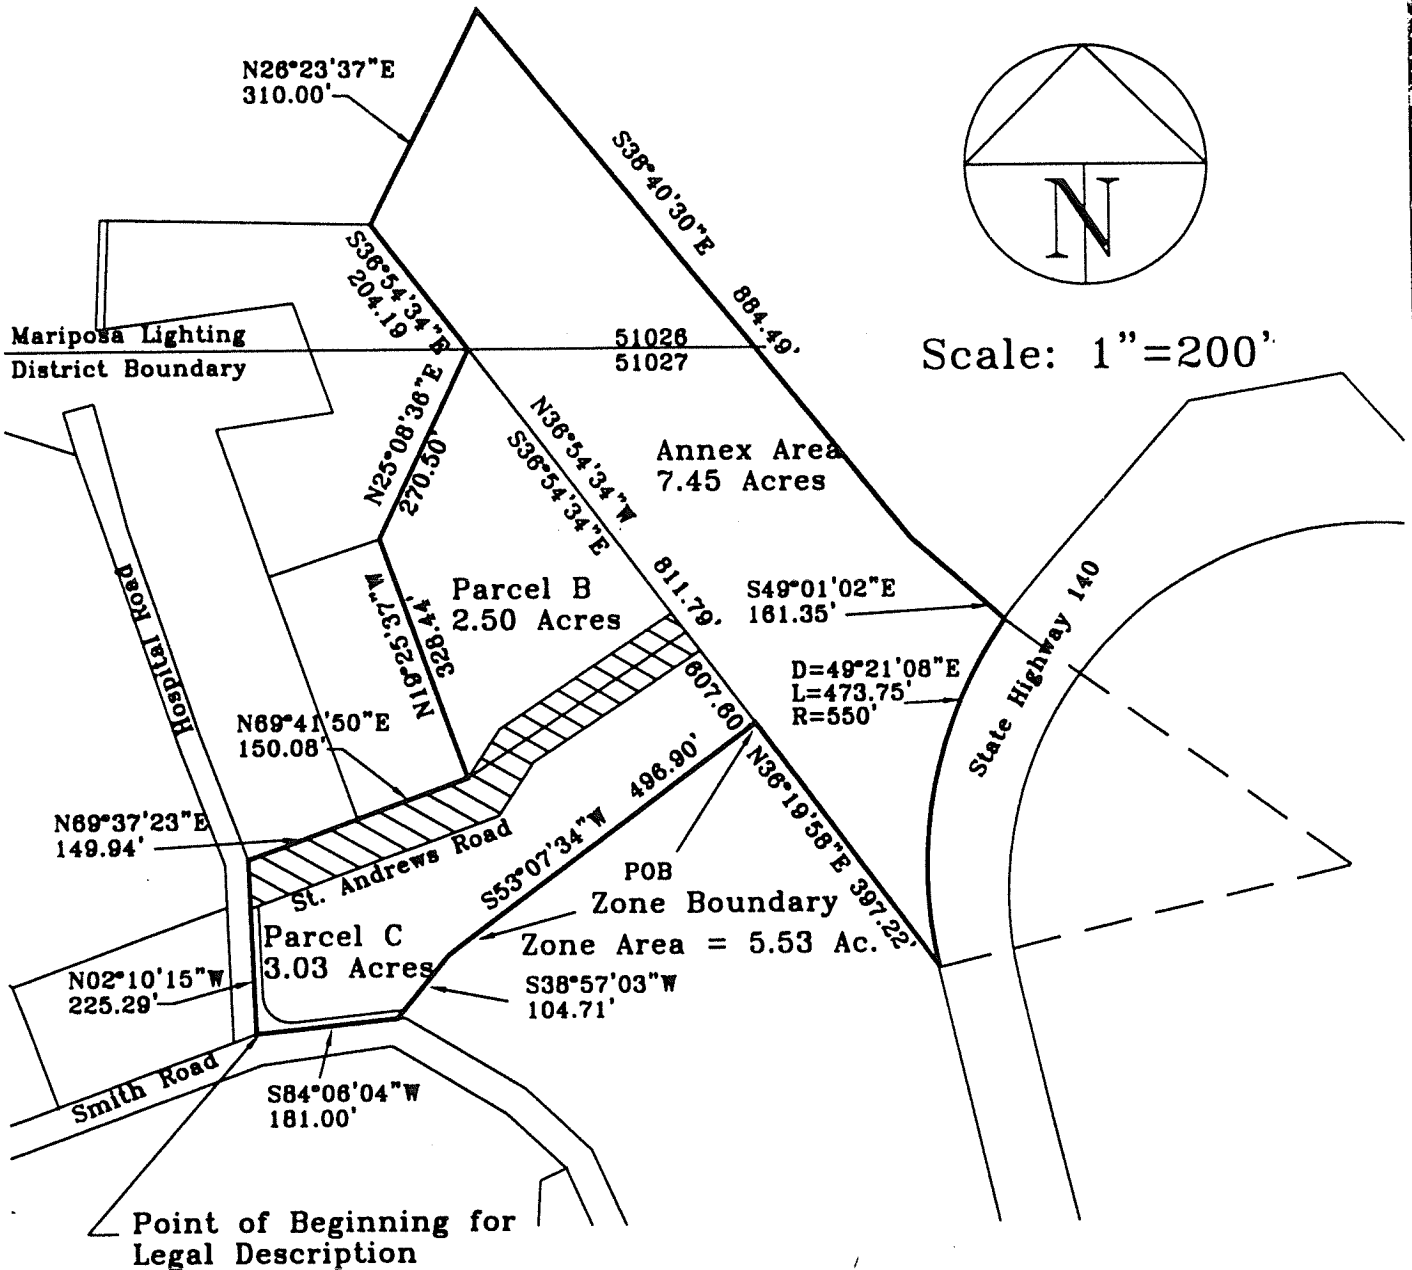 N26°23'37"E
310.00'
S38°40'30"E 884.49'
N
S36°54'34"E
204.19
Mariposa Lighting
District Boundary
51026
51027
Scale: 1"=200'
N25°08'36"E
270.50'
N36°54'34"W 811.79'
S36°54'34"E 607.60'
Annex Area
7.45 Acres
Hospital Road
N19°25'37"W
328.44'
Parcel B
2.50 Acres
S49°01'02"E
161.35'
State Highway 140
D=49°21'08"E
L=473.75'
R=550'
N69°41'50"E
150.08'
N69°37'23"E
149.94'
St. Andrews Road
S53°07'34"W 496.90'
N36°19'58"E 397.22'
POB
Zone Boundary
Zone Area = 5.53 Ac.
Parcel C
3.03 Acres
N02°10'15"W
225.29'
S38°57'03"W
104.71'
Smith Road
S84°06'04"W
181.00'
Point of Beginning for
Legal Description